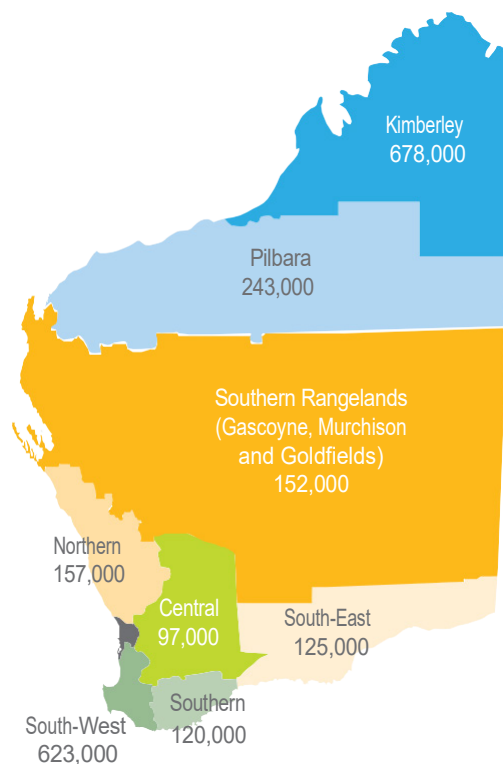 Kimberley
678,000
Pilbara
243,000
Southern Rangelands
(Gascoyne, Murchison
and Goldfields)
152,000
Northern
157,000
Central
97,000
South-East
125,000
Southern
120,000
South-West
623,000